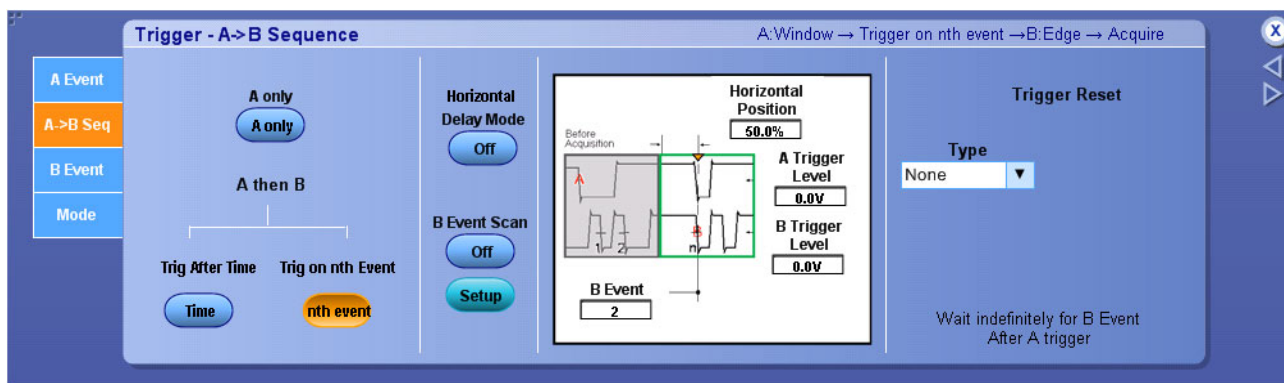 Trigger - A->B Sequence
A:Window → Trigger on nth event →B:Edge → Acquire
X
A Event
A->B Seq
B Event
Mode
A only
A only
A then B
Trig After Time
Time
Trig on nth Event
nth event
Horizontal
Delay Mode
Off
B Event Scan
Off
Setup
Horizontal
Position
50.0%
Before
Acquisition
A
1
2
B
n
A Trigger
Level
0.0V
B Trigger
Level
0.0V
B Event
2
Trigger Reset
Type
None
Wait indefinitely for B Event
After A trigger